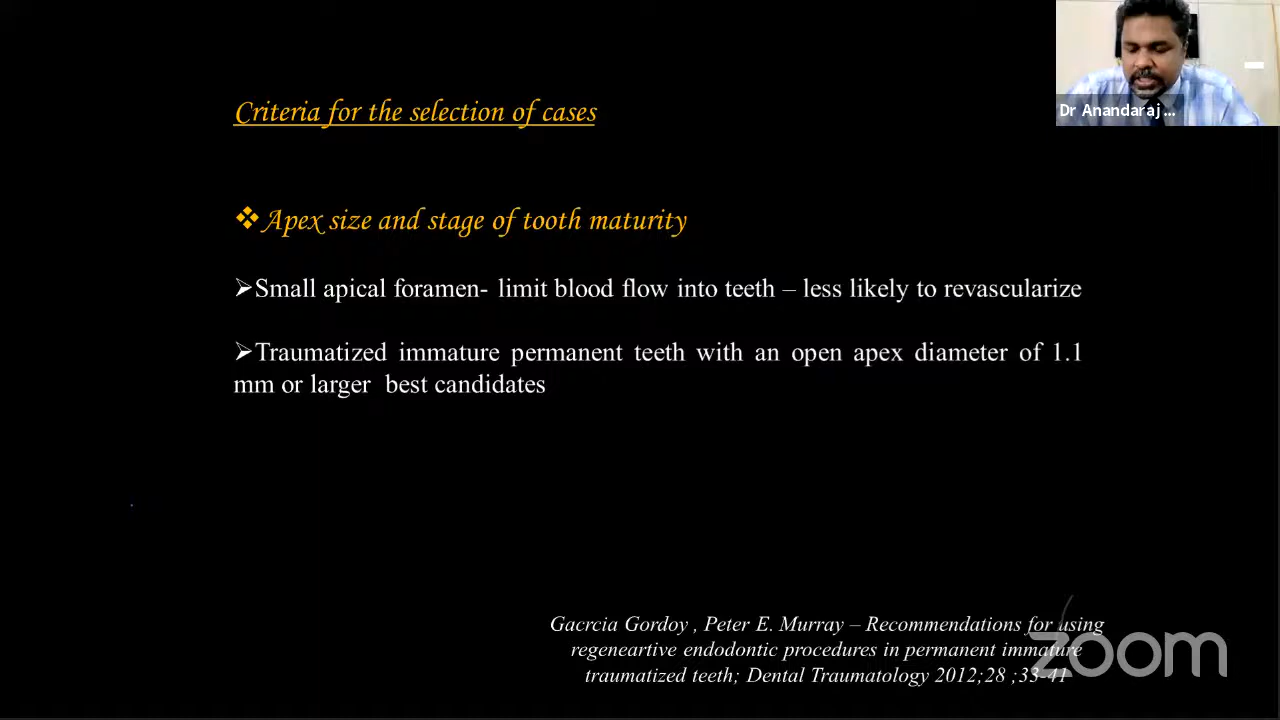 Dr Anandaraj...
Criteria for the selection of cases
❖Apex size and stage of tooth maturity
➢Small apical foramen- limit blood flow into teeth – less likely to revascularize
➢Traumatized immature permanent teeth with an open apex diameter of 1.1
mm or larger best candidates
Gacrcia Gordoy , Peter E. Murray – Recommendations for using
regeneartive endodontic procedures in permanent immature
traumatized teeth; Dental Traumatology 2012;28 ;33-41
zoom